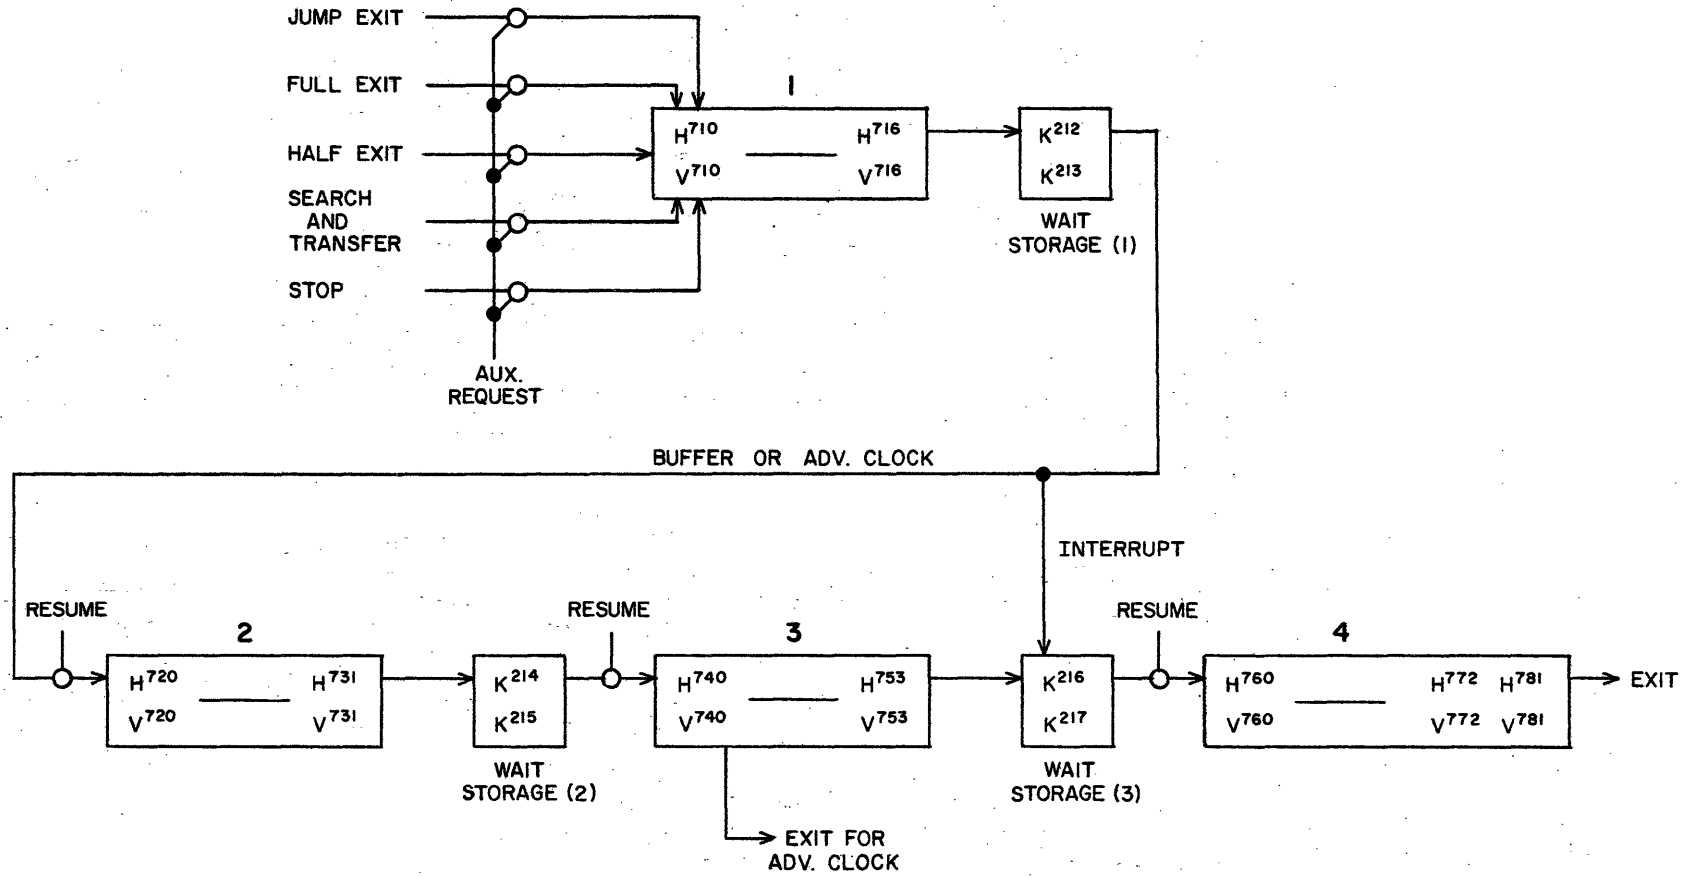 JUMP EXIT
FULL EXIT
1
H710 H716
V710 V716
K212
K213
HALF EXIT
SEARCH
AND
TRANSFER
WAIT
STORAGE (1)
STOP
AUX.
REQUEST
BUFFER OR ADV. CLOCK
INTERRUPT
RESUME
2
H720 H731
V720 V731
K214
K215
WAIT
STORAGE (2)
RESUME
3
H740 H753
V740 V753
K216
K217
WAIT
STORAGE (3)
RESUME
4
H760 H772 H781
V760 V772 V781
EXIT
EXIT FOR
ADV. CLOCK